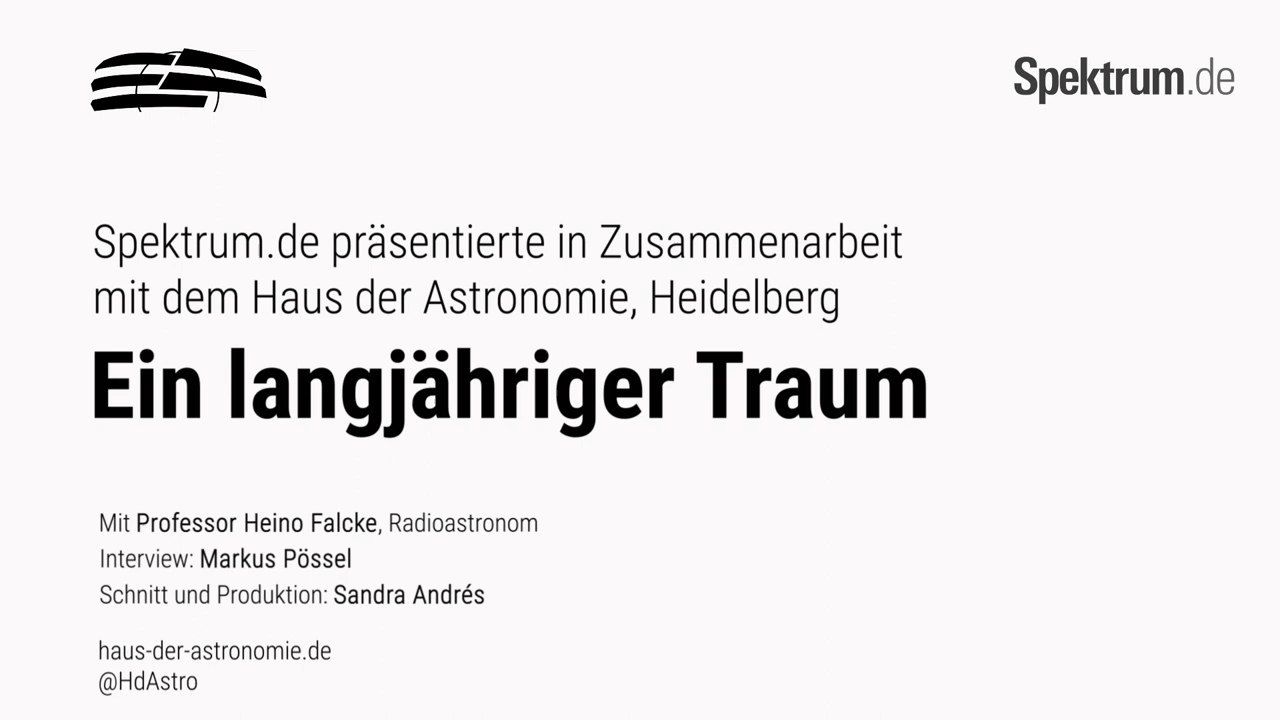 Spektrum.de
Spektrum.de präsentierte in Zusammenarbeit
mit dem Haus der Astronomie, Heidelberg
Ein langjähriger Traum
Mit Professor Heino Falcke, Radioastronom
Interview: Markus Pössel
Schnitt und Produktion: Sandra Andrés
haus-der-astronomie.de
@HdAstro